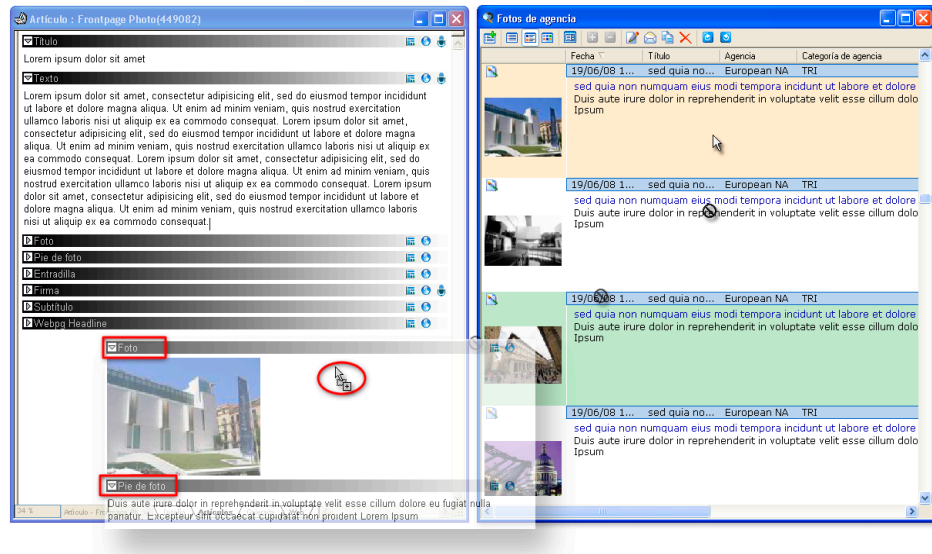 Artículo : Frontpage Photo(449082)
Título
Lorem ipsum dolor sit amet
Texto
Lorem ipsum dolor sit amet, consectetur adipisicing elit, sed do eiusmod tempor incididunt
ut labore et dolore magna aliqua. Ut enim ad minim veniam, quis nostrud exercitation
ullamco laboris nisi ut aliquip ex ea commodo consequat. Lorem ipsum dolor sit amet,
consectetur adipisicing elit, sed do eiusmod tempor incididunt ut labore et dolore magna
aliqua. Ut enim ad minim veniam, quis nostrud exercitation ullamco laboris nisi ut aliquip ex
ea commodo consequat. Lorem ipsum dolor sit amet, consectetur adipisicing elit, sed do
eiusmod tempor incididunt ut labore et dolore magna aliqua. Ut enim ad minim veniam, quis
nostrud exercitation ullamco laboris nisi ut aliquip ex ea commodo consequat. Lorem ipsum
dolor sit amet, consectetur adipisicing elit, sed do eiusmod tempor incididunt ut labore et
dolore magna aliqua. Ut enim ad minim veniam, quis nostrud exercitation ullamco laboris
nisi ut aliquip ex ea commodo consequat.
Foto
Pie de foto
Entradilla
Firma
Subtítulo
Webpg Headline
Foto
Pie de foto
Duis aute irure dolor in reprehenderit in voluptate velit esse cillum dolore eu fugiat nulla
pariatur. Excepteur sint occaecat cupidatat non proident Lorem Ipsum
34 %
Artículo - Fr
Fotos de agencia
Fecha Título Agencia Categoría de agencia
19/06/08 1... sed quia no... European NA TRI
sed quia non numquam eius modi tempora incidunt ut labore et dolore
Duis aute irure dolor in reprehenderit in voluptate velit esse cillum dolo
Ipsum
19/06/08 1... sed quia no... European NA TRI
sed quia non numquam eius modi tempora incidunt ut labore et dolore
Duis aute irure dolor in reprehenderit in voluptate velit esse cillum dolo
Ipsum
19/06/08 1... sed quia no... European NA TRI
sed quia non numquam eius modi tempora incidunt ut labore et dolore
Duis aute irure dolor in reprehenderit in voluptate velit esse cillum dolo
Ipsum
19/06/08 1... sed quia no... European NA TRI
sed quia non numquam eius modi tempora incidunt ut labore et dolore
Duis aute irure dolor in reprehenderit in voluptate velit esse cillum dolo
Ipsum